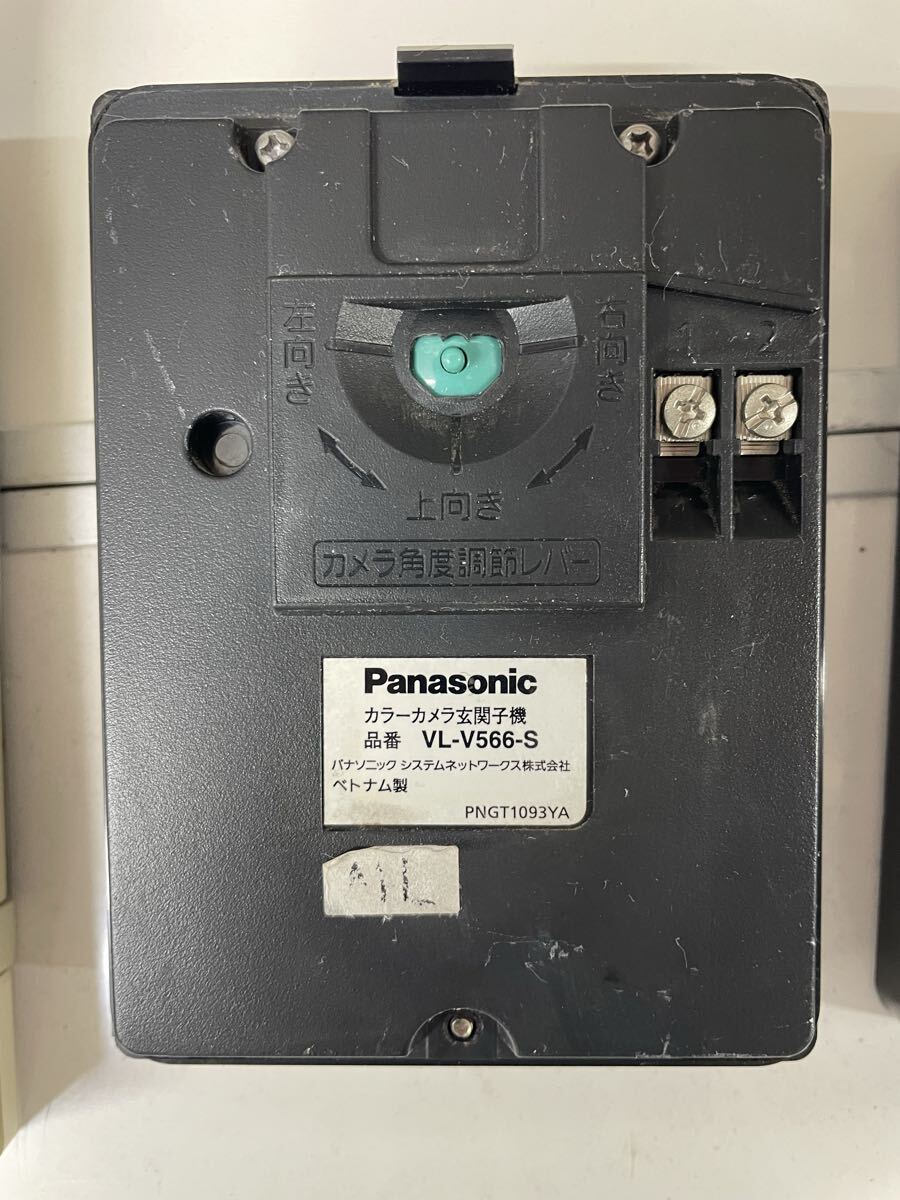 左向き
右向き
1 2
上向き
カメラ角度調節レバー
Panasonic
カラーカメラ玄関子機
品番 VL-V566-S
パナソニック システムネットワークス株式会社
ベトナム製
PNGT1093YA